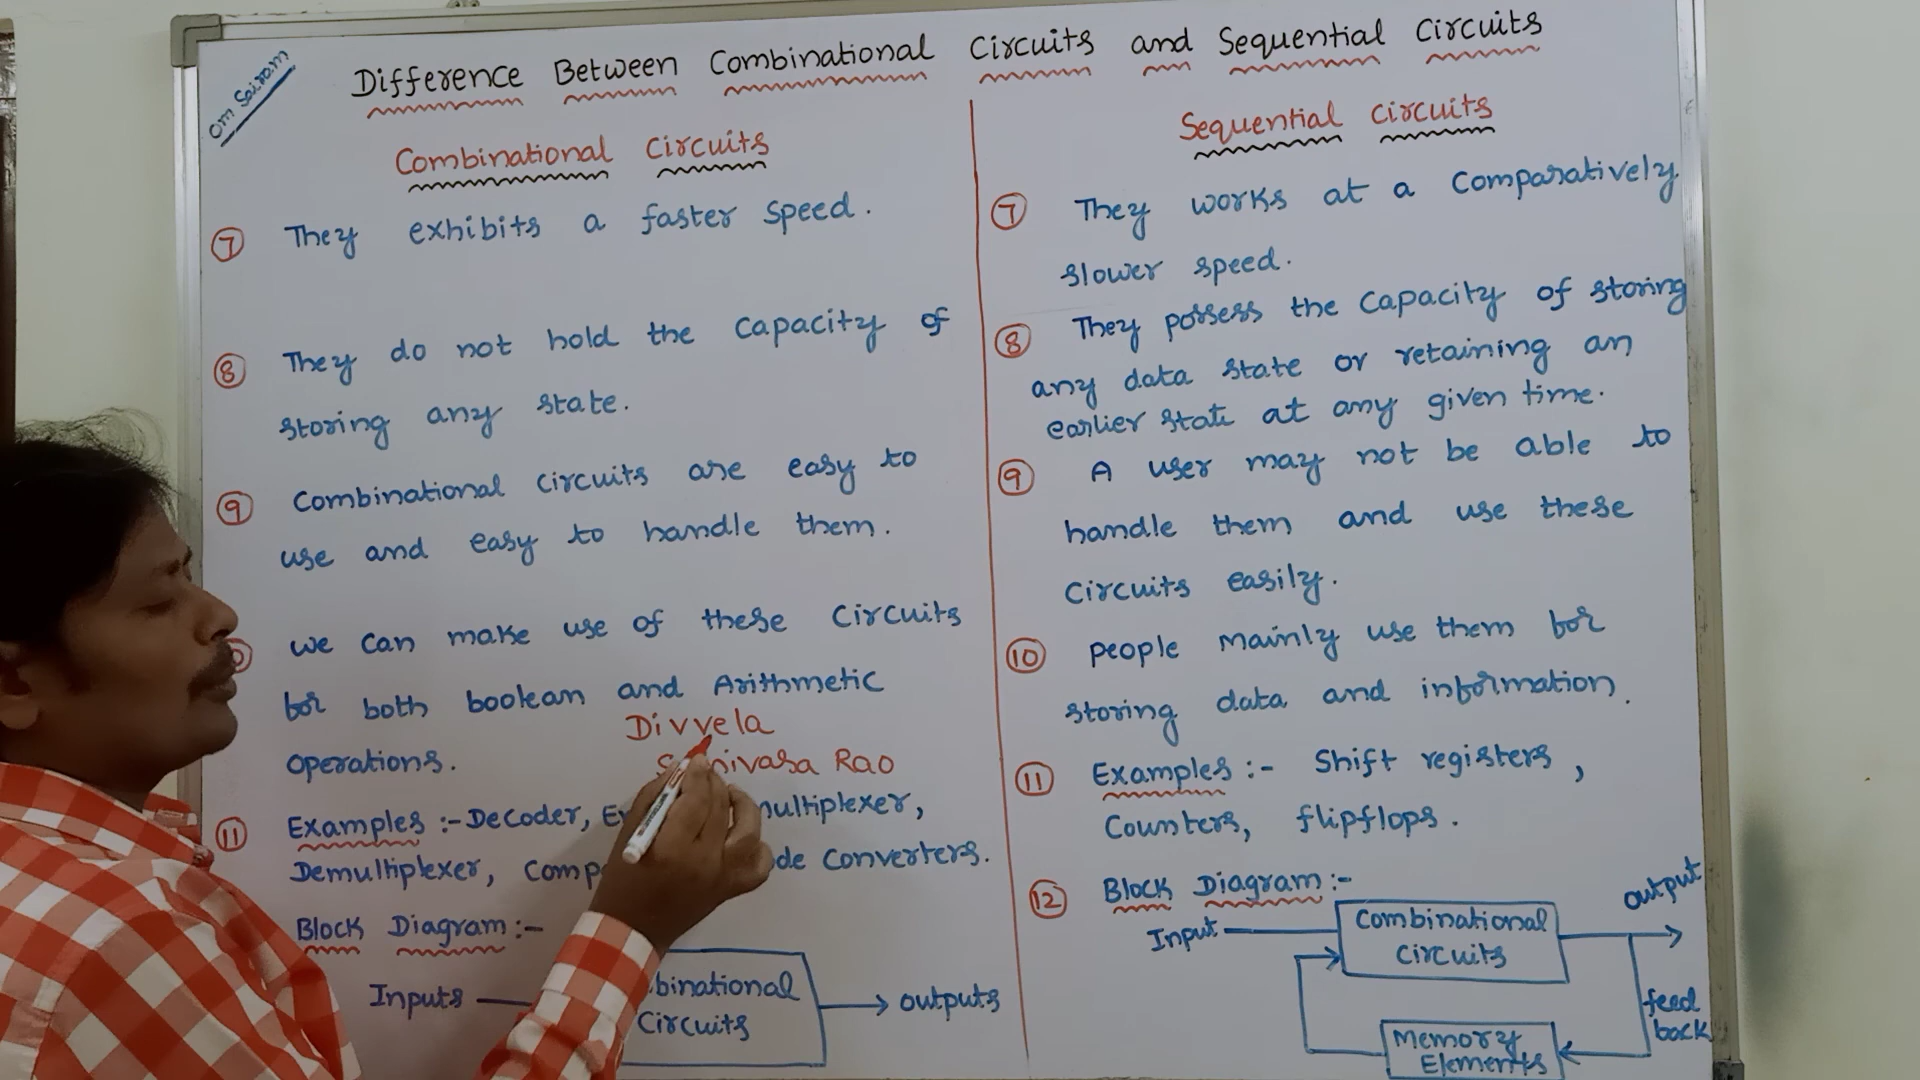 Om Sairam
Difference Between Combinational Circuits and Sequential Circuits
Combinational Circuits
7 They exhibits a faster speed.
8 They do not hold the capacity of
storing any state.
9 Combinational circuits are easy to
use and easy to handle them.
we can make use of these circuits
for both boolean and Arithmetic
operations.
Divvela
Rao
11 Examples :- Decoder, multiplexer,
Demultiplexer, converters.
Block Diagram :-
Inputs
Circuits
outputs
Sequential circuits
7 They works at a comparatively
slower speed.
8 They possess the capacity of storing
any data state or retaining an
earlier state at any given time.
9 A user may not be able to
handle them and use these
circuits easily.
10 people mainly use them for
storing data and information.
11 Examples :- Shift registers,
Counters, flipflops.
12 Block Diagram :-
Input
Combinational
circuits
output
feed
back
Memory
Elements